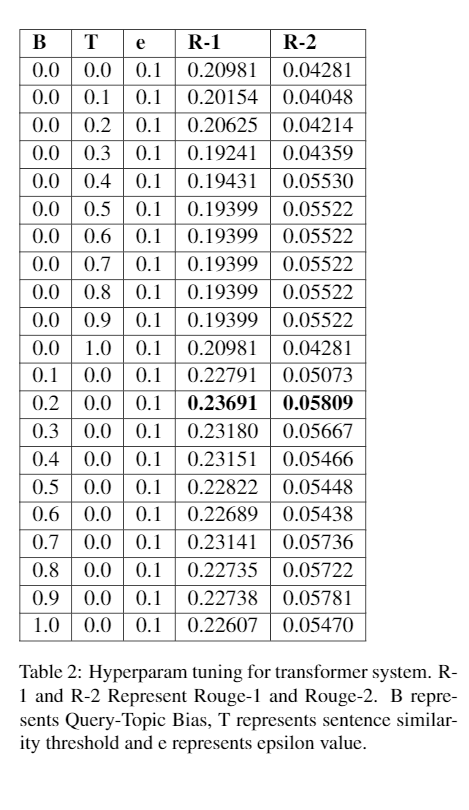 B T e R-1 R-2
0.0 0.0 0.1 0.20981 0.04281
0.0 0.1 0.1 0.20154 0.04048
0.0 0.2 0.1 0.20625 0.04214
0.0 0.3 0.1 0.19241 0.04359
0.0 0.4 0.1 0.19431 0.05530
0.0 0.5 0.1 0.19399 0.05522
0.0 0.6 0.1 0.19399 0.05522
0.0 0.7 0.1 0.19399 0.05522
0.0 0.8 0.1 0.19399 0.05522
0.0 0.9 0.1 0.19399 0.05522
0.0 1.0 0.1 0.20981 0.04281
0.1 0.0 0.1 0.22791 0.05073
0.2 0.0 0.1 0.23691 0.05809
0.3 0.0 0.1 0.23180 0.05667
0.4 0.0 0.1 0.23151 0.05466
0.5 0.0 0.1 0.22822 0.05448
0.6 0.0 0.1 0.22689 0.05438
0.7 0.0 0.1 0.23141 0.05736
0.8 0.0 0.1 0.22735 0.05722
0.9 0.0 0.1 0.22738 0.05781
1.0 0.0 0.1 0.22607 0.05470
Table 2: Hyperparam tuning for transformer system. R-
1 and R-2 Represent Rouge-1 and Rouge-2. B repre-
sents Query-Topic Bias, T represents sentence similar-
ity threshold and e represents epsilon value.